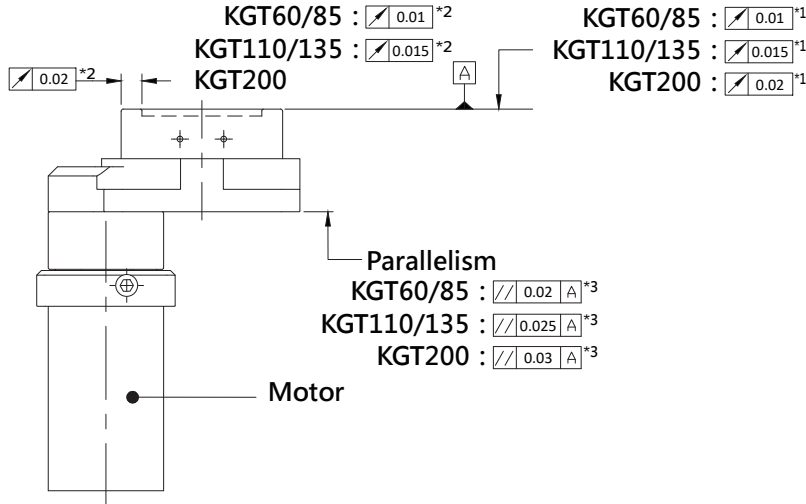 KGT60/85 : ↗ 0.01 *2
KGT110/135 : ↗ 0.015 *2
KGT200
↗ 0.02 *2
A
KGT60/85 : ↗ 0.01 *1
KGT110/135 : ↗ 0.015 *1
KGT200 : ↗ 0.02 *1
Parallelism
KGT60/85 : // 0.02 A *3
KGT110/135 : // 0.025 A *3
KGT200 : // 0.03 A *3
Motor